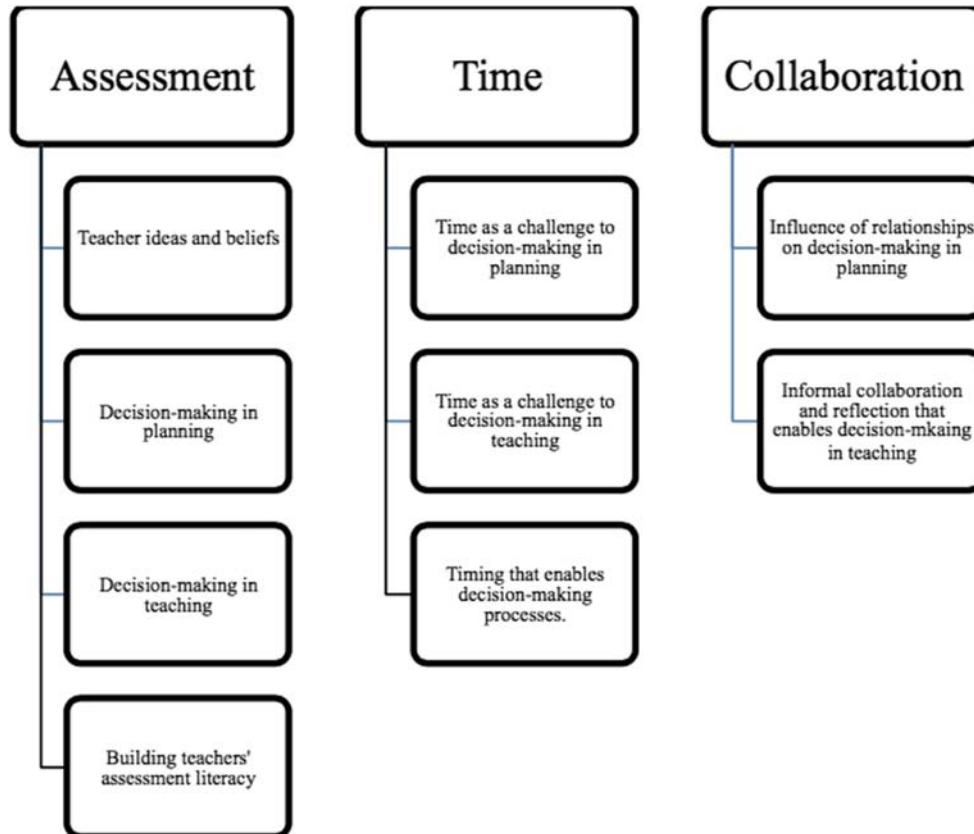 Assessment
Teacher ideas and beliefs
Decision-making in
planning
Decision-making in
teaching
Building teachers'
assessment literacy
Time
Time as a challenge to
decision-making in
planning
Time as a challenge to
decision-making in
teaching
Timing that enables
decision-making
processes.
Collaboration
Influence of relationships
on decision-making in
planning
Informal collaboration
and reflection that
enables decision-mkaing
in teaching